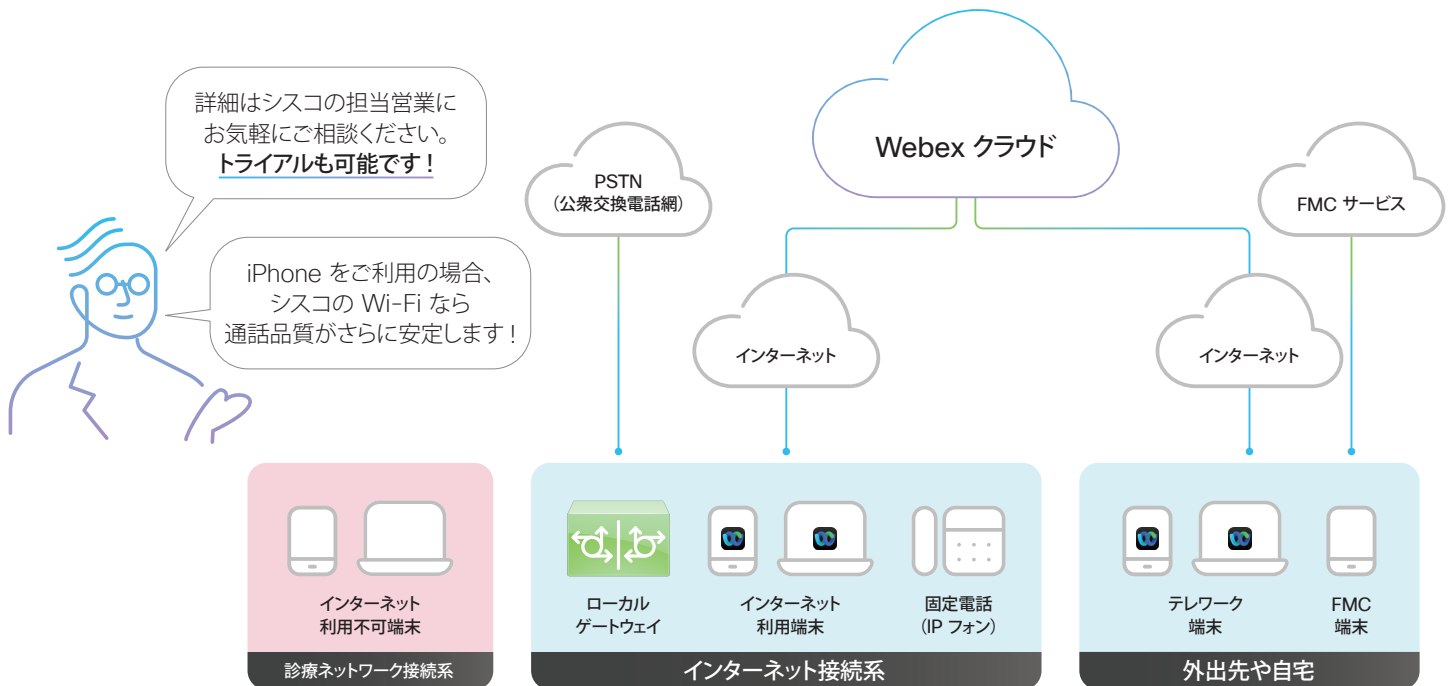 詳細はシスコの担当営業に
お気軽にご相談ください。
トライアルも可能です!
iPhone をご利用の場合、
シスコの Wi-Fi なら
通話品質がさらに安定します!
Webex クラウド
PSTN
(公衆交換電話網)
FMC サービス
インターネット
インターネット
インターネット
利用不可端末
診療ネットワーク接続系
ローカル
ゲートウェイ
インターネット
利用端末
固定電話
(IP フォン)
インターネット接続系
テレワーク
端末
FMC
端末
外出先や自宅